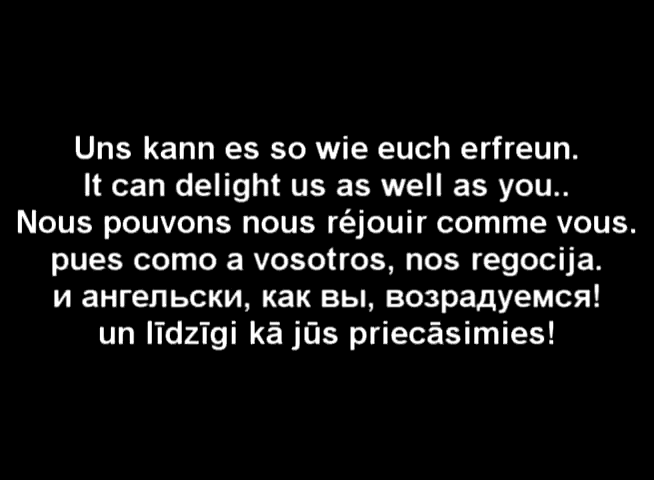 Uns kann es so wie euch erfreun.
It can delight us as well as you..
Nous pouvons nous réjouir comme vous.
pues como a vosotros, nos regocija.
и ангельски, как вы, возрадуемся!
un līdzīgi kā jūs priecāsimies!